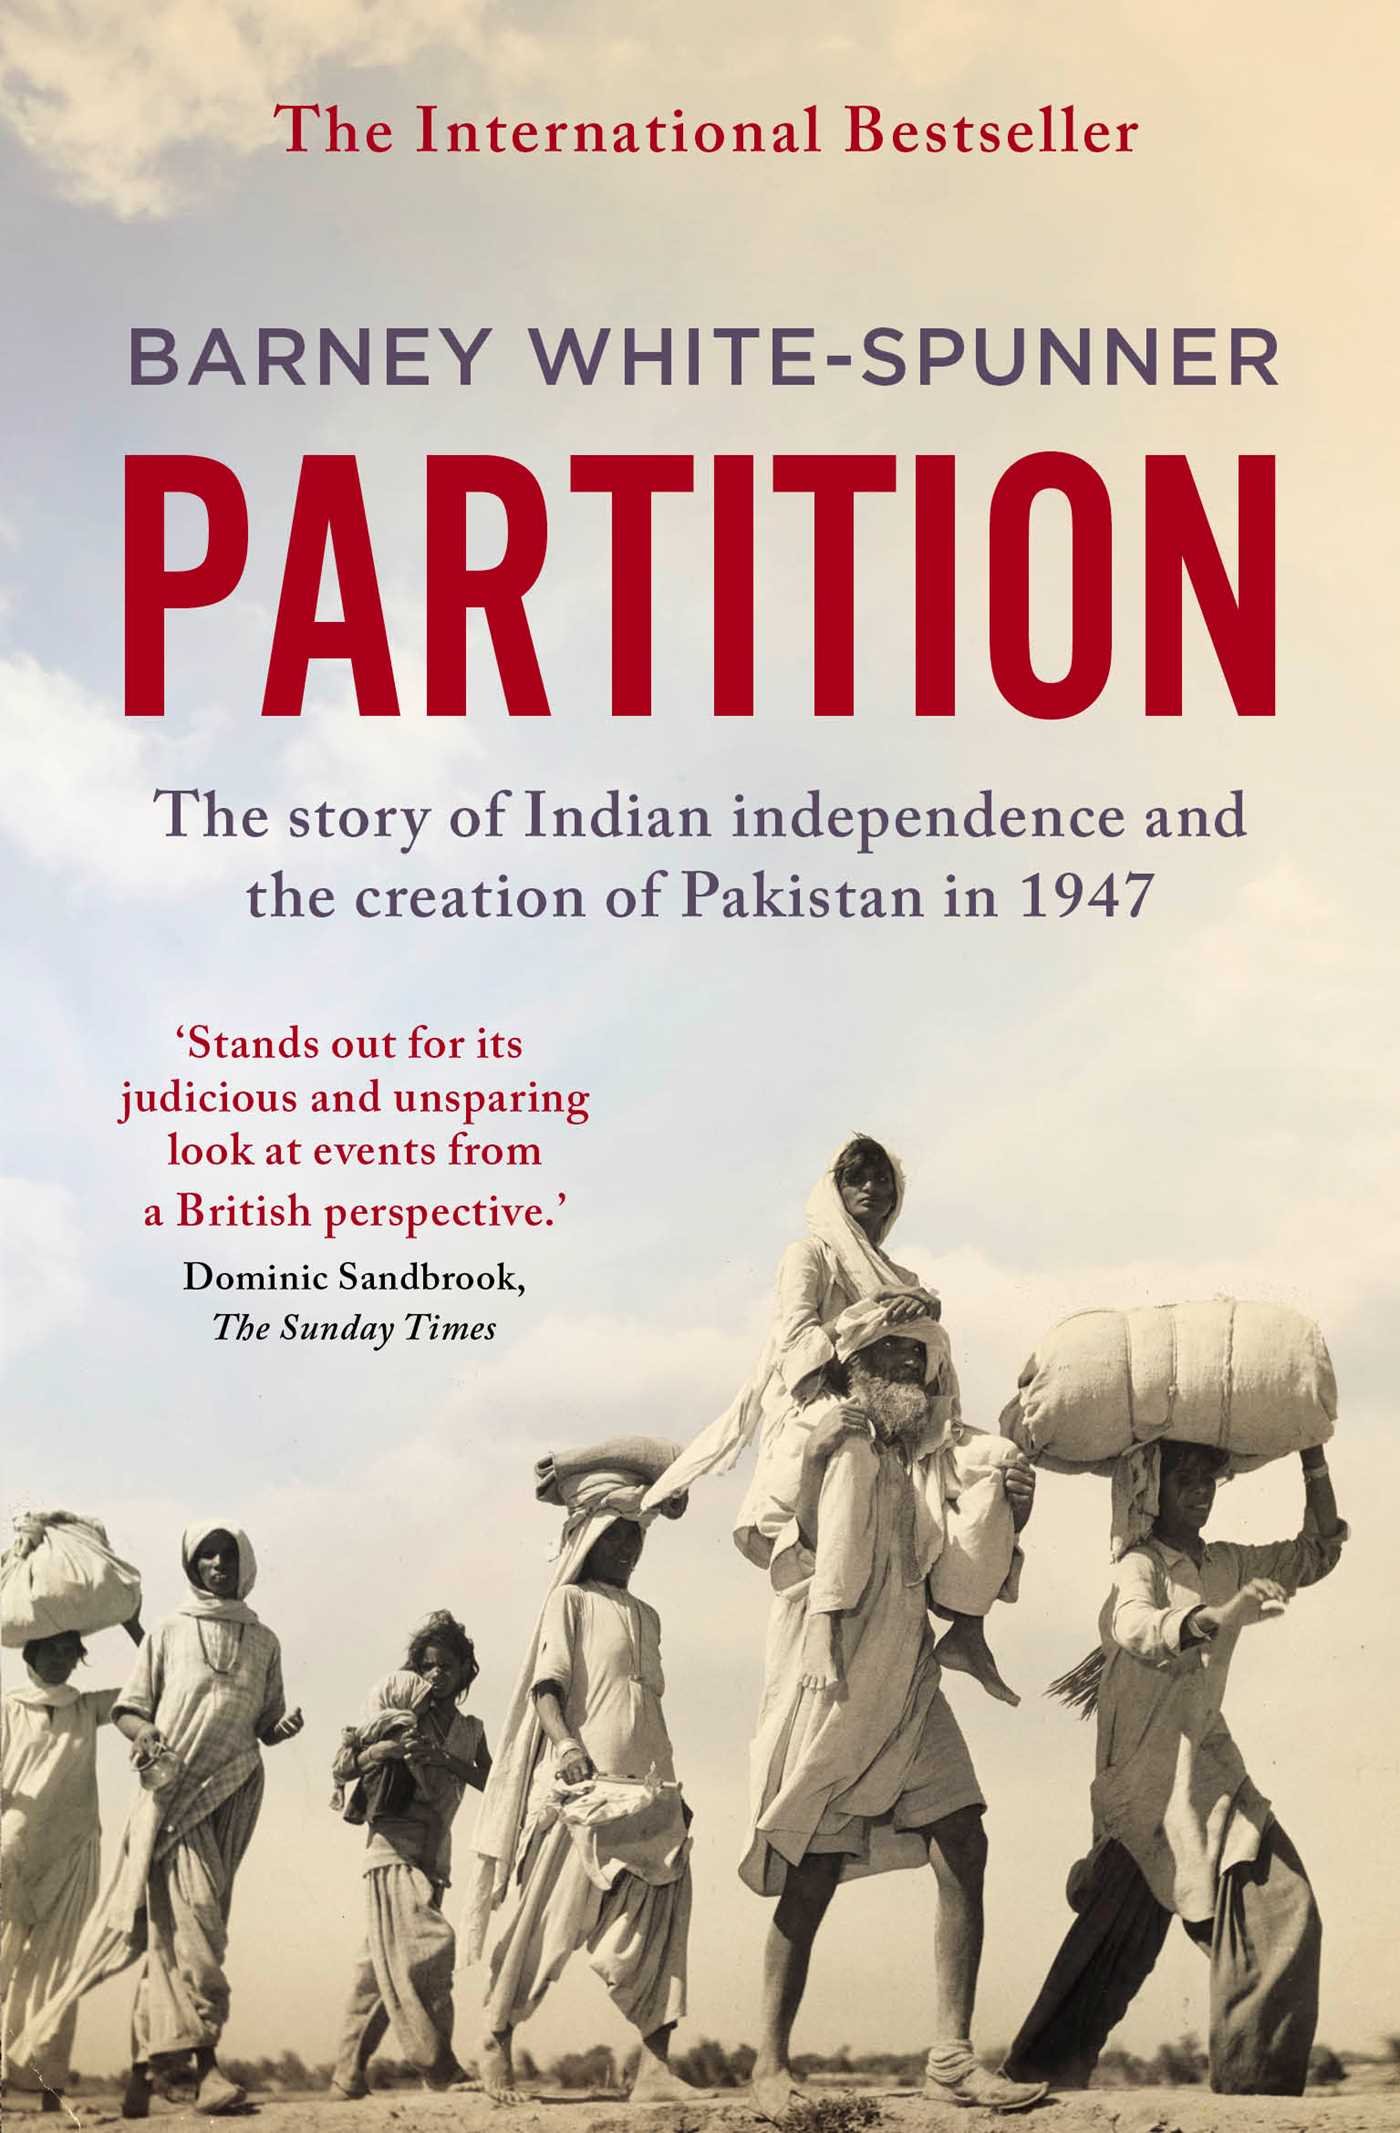 The International Bestseller
BARNEY WHITE-SPUNNER
PARTITION
The story of Indian independence and
the creation of Pakistan in 1947
‘Stands out for its
judicious and unsparing
look at events from
a British perspective.’
Dominic Sandbrook,
The Sunday Times